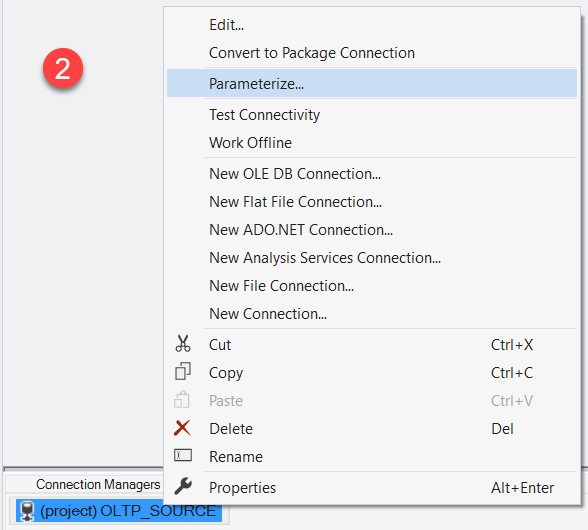 2
Edit...
Convert to Package Connection
Parameterize...
Test Connectivity
Work Offline
New OLE DB Connection...
New Flat File Connection...
New ADO.NET Connection...
New Analysis Services Connection...
New File Connection...
New Connection...
Cut Ctrl+X
Copy Ctrl+C
Paste Ctrl+V
Delete Del
Rename
Properties Alt+Enter
Connection Managers
(project) OLTP_SOURCE